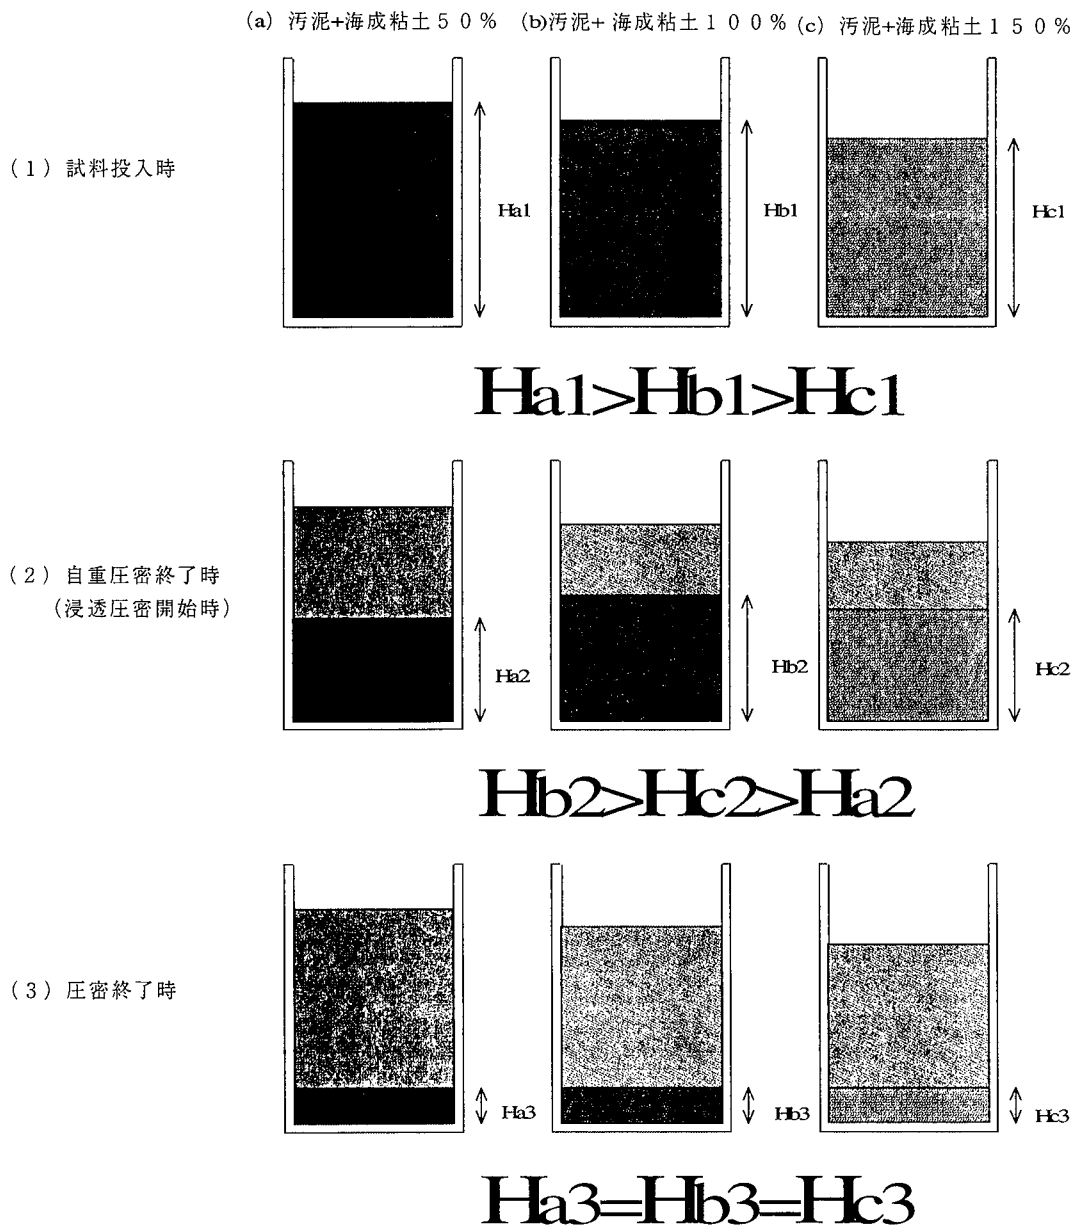 (a) 汚泥+海成粘土５０% (b)汚泥+ 海成粘土１００% (c) 汚泥+海成粘土１５０%
(１) 試料投入時
Ha1
Hb1
Hc1
Ha1>Hb1>Hc1
(２) 自重圧密終了時
(浸透圧密開始時)
Ha2
Hb2
Hc2
Hb2>Hc2>Ha2
(３) 圧密終了時
Ha3
Hb3
Hc3
Ha3=Hb3=Hc3